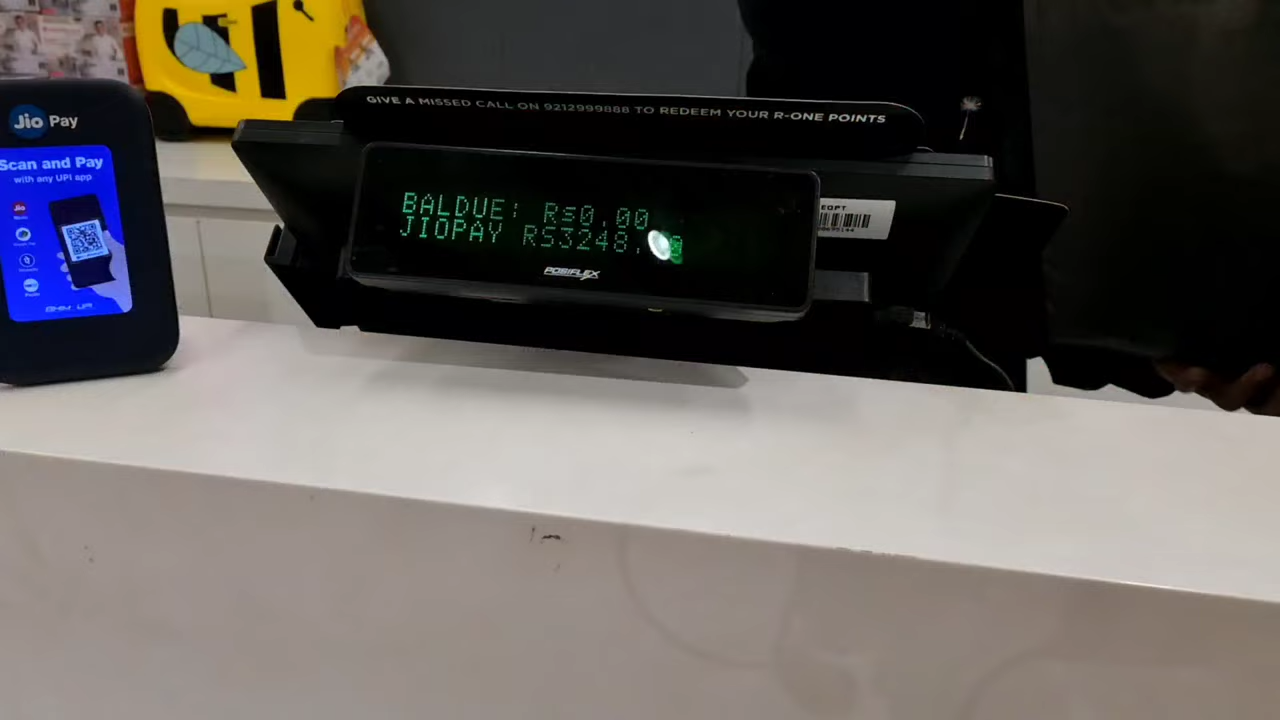 Jio Pay
Scan and Pay
with any UPI app
GIVE A MISSED CALL ON 9212999888 TO REDEEM YOUR R-ONE POINTS
BALDUE: Rs0.00
JIOPAY RS3248.
POSIFLEX